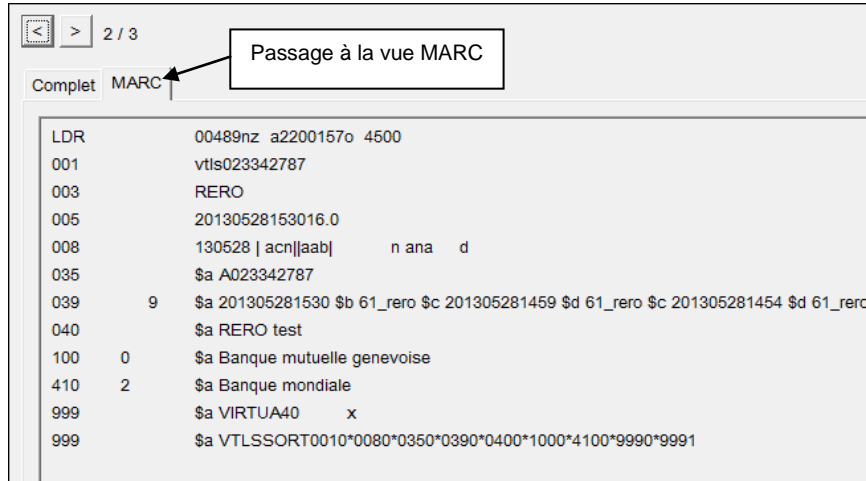 < > 2 / 3
Passage à la vue MARC
Complet MARC
LDR 00489nz a2200157o 4500
001 vtls023342787
003 RERO
005 20130528153016.0
008 130528 | acn||aab| n ana d
035 $a A023342787
039 9 $a 201305281530 $b 61_rero $c 201305281459 $d 61_rero $c 201305281454 $d 61_rero
040 $a RERO test
100 0 $a Banque mutuelle genevoise
410 2 $a Banque mondiale
999 $a VIRTUA40 x
999 $a VTLSSORT0010*0080*0350*0390*0400*1000*4100*9990*9991